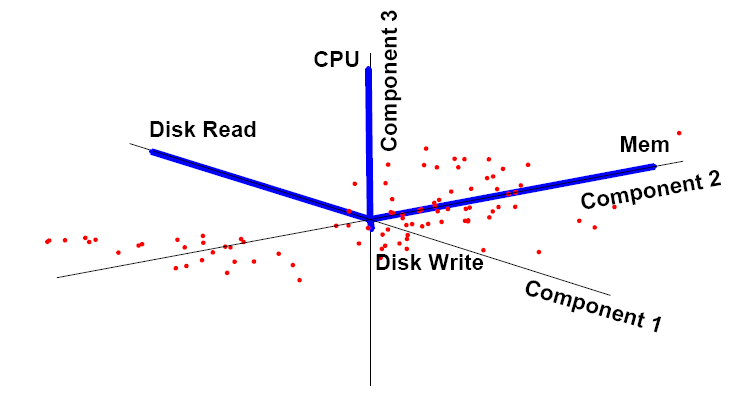 CPU
Component 3
Disk Read
Mem
Component 2
Disk Write
Component 1